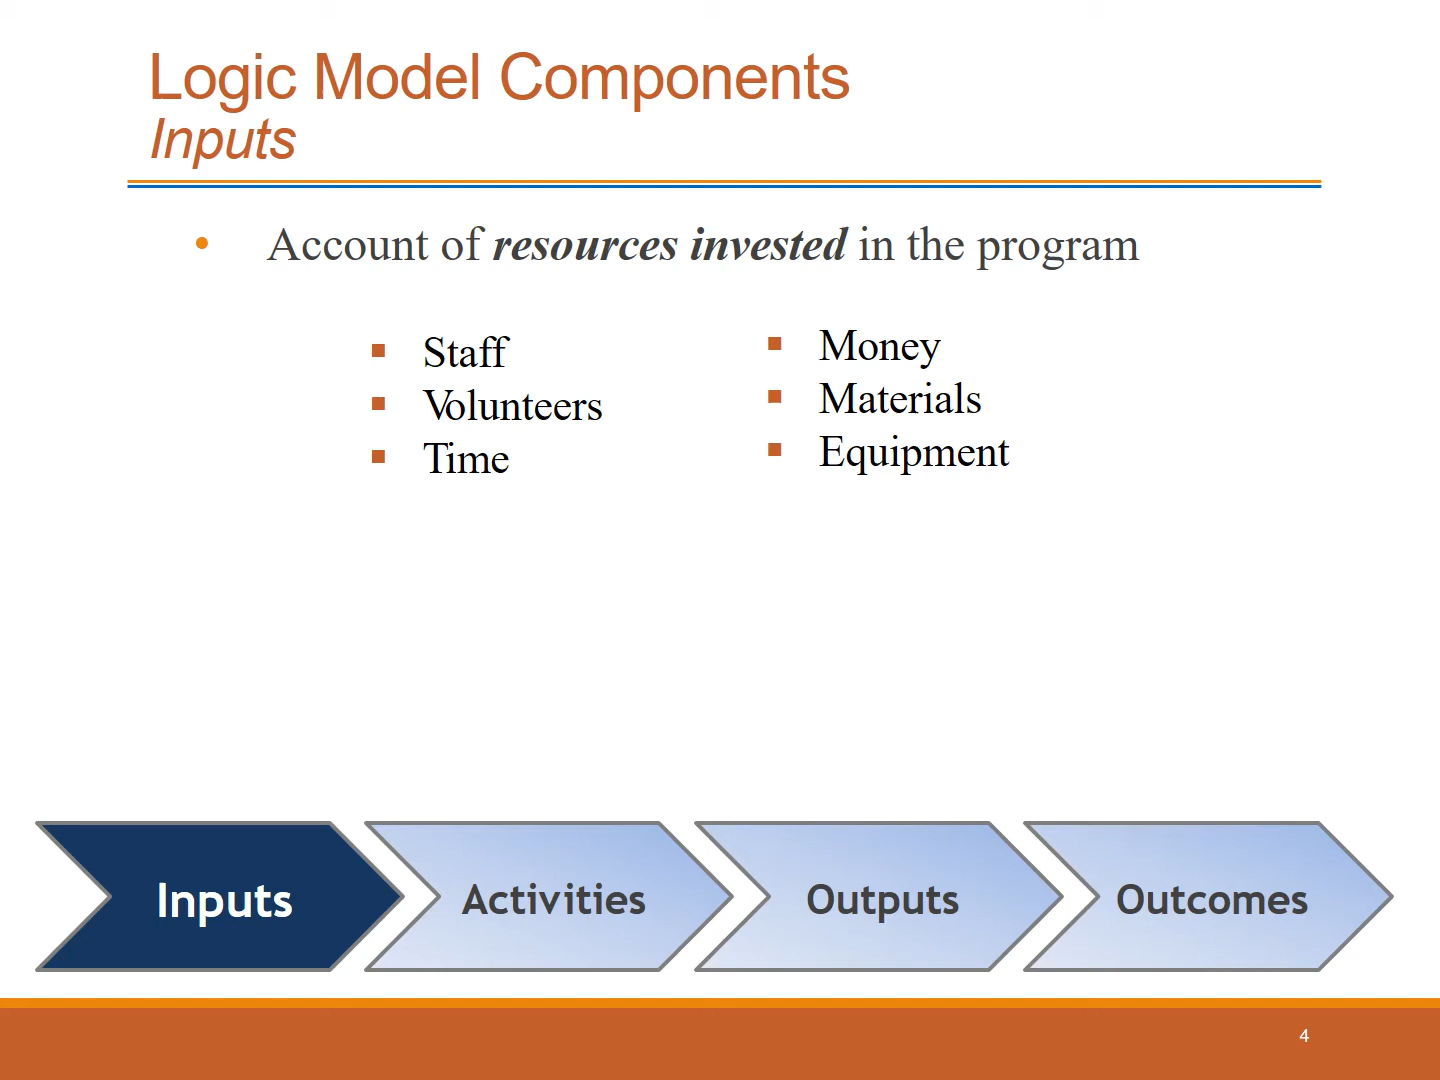 Logic Model Components
Inputs
• Account of resources invested in the program
▪ Staff
▪ Volunteers
▪ Time
▪ Money
▪ Materials
▪ Equipment
Inputs
Activities
Outputs
Outcomes
4